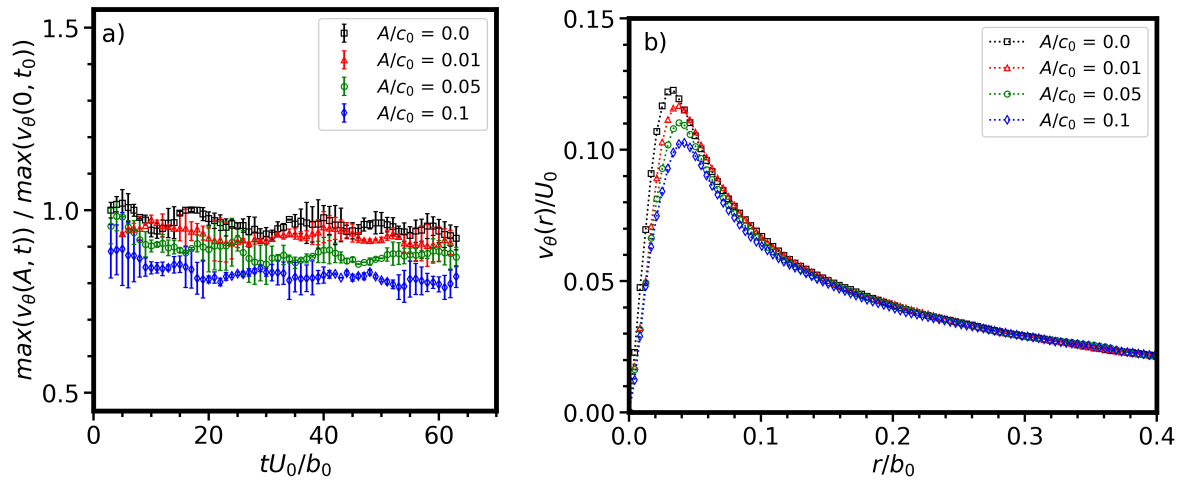 a)
A/c₀ = 0.0
A/c₀ = 0.01
A/c₀ = 0.05
A/c₀ = 0.1
1.5
1.0
0.5
0 20 40 60
tU₀/b₀
max(v_θ(A, t)) / max(v_θ(0, t₀))
b)
A/c₀ = 0.0
A/c₀ = 0.01
A/c₀ = 0.05
A/c₀ = 0.1
0.15
0.10
0.05
0.00
0.0 0.1 0.2 0.3 0.4
r/b₀
v_θ(r)/U₀